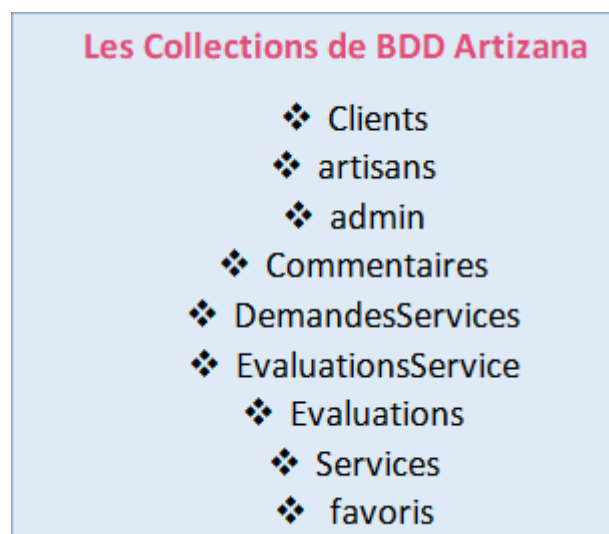 Les Collections de BDD Artizana
❖ Clients
❖ artisans
❖ admin
❖ Commentaires
❖ DemandesServices
❖ EvaluationsService
❖ Evaluations
❖ Services
❖ favoris